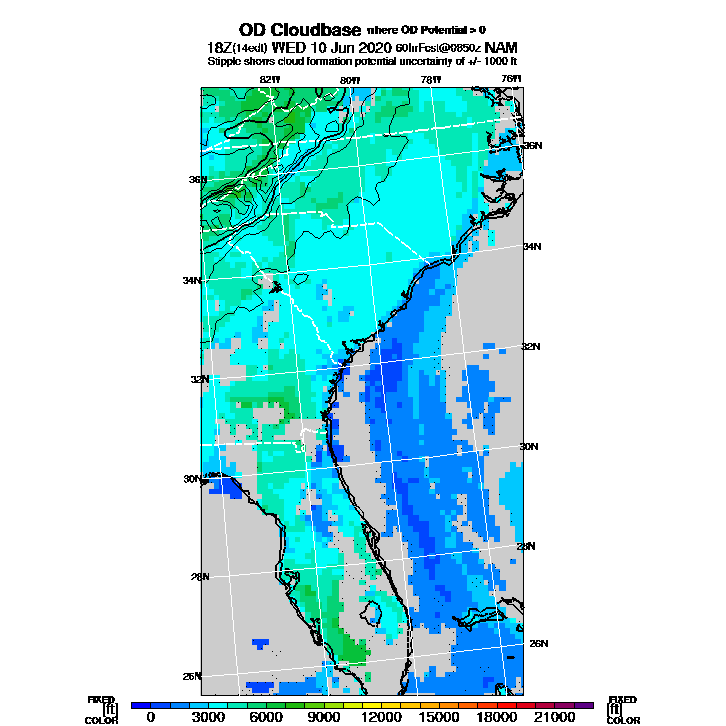 OD Cloudbase where OD Potential > 0
18Z(14edt) WED 10 Jun 2020 60hrFcst@0850z NAM
Stipple shows cloud formation potential uncertainty of +/- 1000 ft
82W 80W 78W 76W
36N 36N
34N 34N
32N 32N
30N 30N
28N 28N
26N 26N
FIXED FIXED
[ft] [ft]
COLOR 0 3000 6000 9000 12000 15000 18000 21000 COLOR